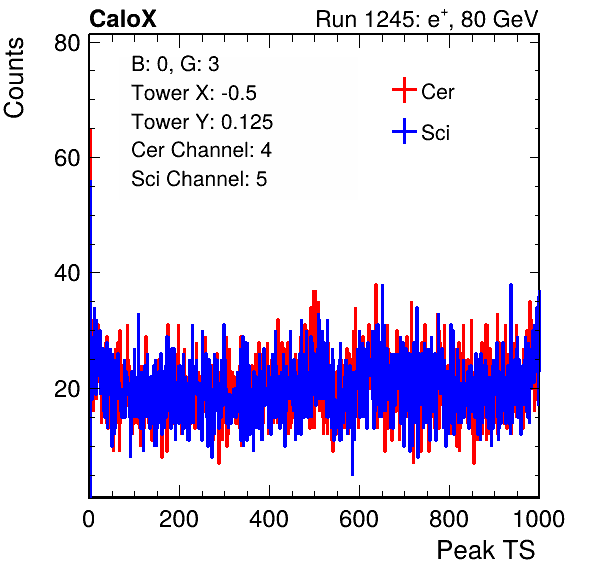 CaloX Run 1245: e⁺, 80 GeV
Counts
80
60
40
20
B: 0, G: 3
Tower X: -0.5
Tower Y: 0.125
Cer Channel: 4
Sci Channel: 5
Cer
Sci
0 200 400 600 800 1000
Peak TS